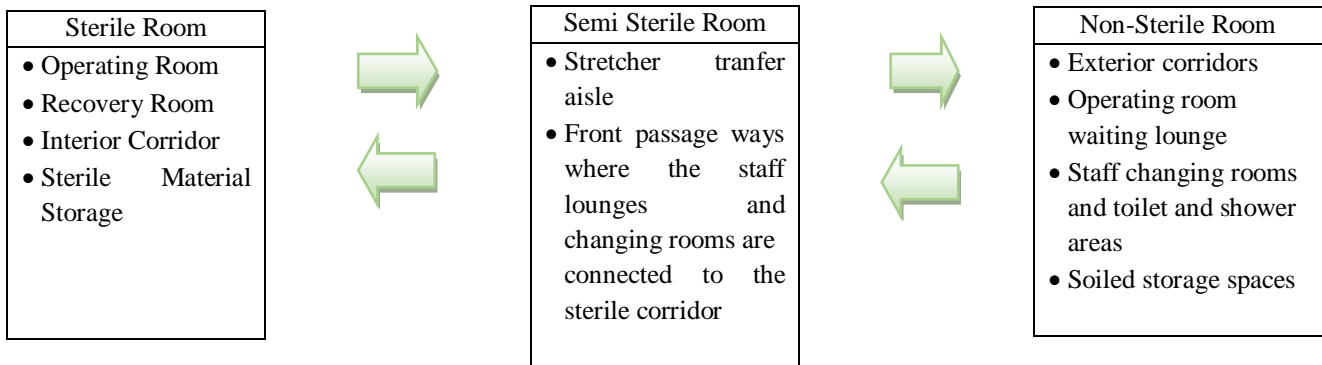 Sterile Room
• Operating Room
• Recovery Room
• Interior Corridor
• Sterile Material
Storage
Semi Sterile Room
• Stretcher tranfer
aisle
• Front passage ways
where the staff
lounges and
changing rooms are
connected to the
sterile corridor
Non-Sterile Room
• Exterior corridors
• Operating room
waiting lounge
• Staff changing rooms
and toilet and shower
areas
• Soiled storage spaces